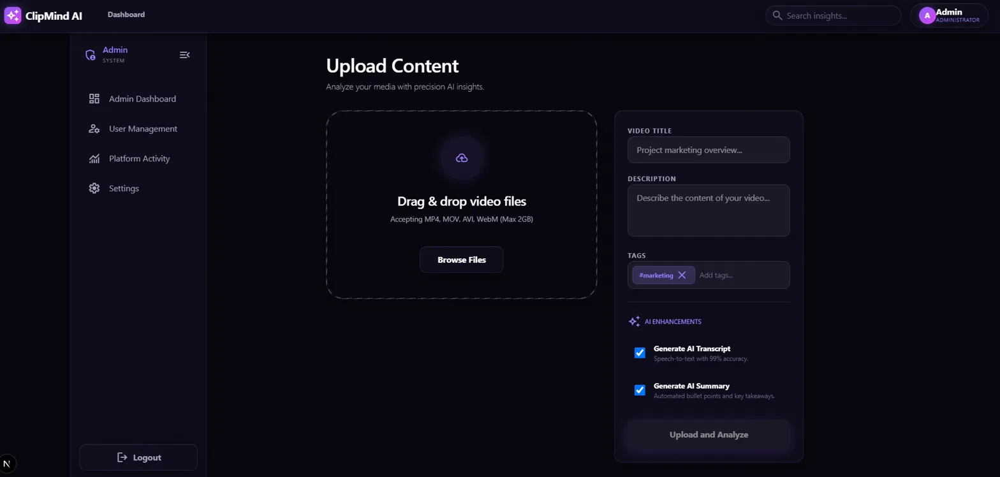 ClipMind AI
Dashboard
Search insights...
A
Admin
ADMINISTRATOR
Admin
SYSTEM
Admin Dashboard
User Management
Platform Activity
Settings
Logout
N
Upload Content
Analyze your media with precision AI insights.
Drag & drop video files
Accepting MP4, MOV, AVI, WebM (Max 2GB)
Browse Files
VIDEO TITLE
Project marketing overview...
DESCRIPTION
Describe the content of your video...
TAGS
#marketing
Add tags...
AI ENHANCEMENTS
Generate AI Transcript
Speech-to-text with 99% accuracy.
Generate AI Summary
Automated bullet points and key takeaways.
Upload and Analyze